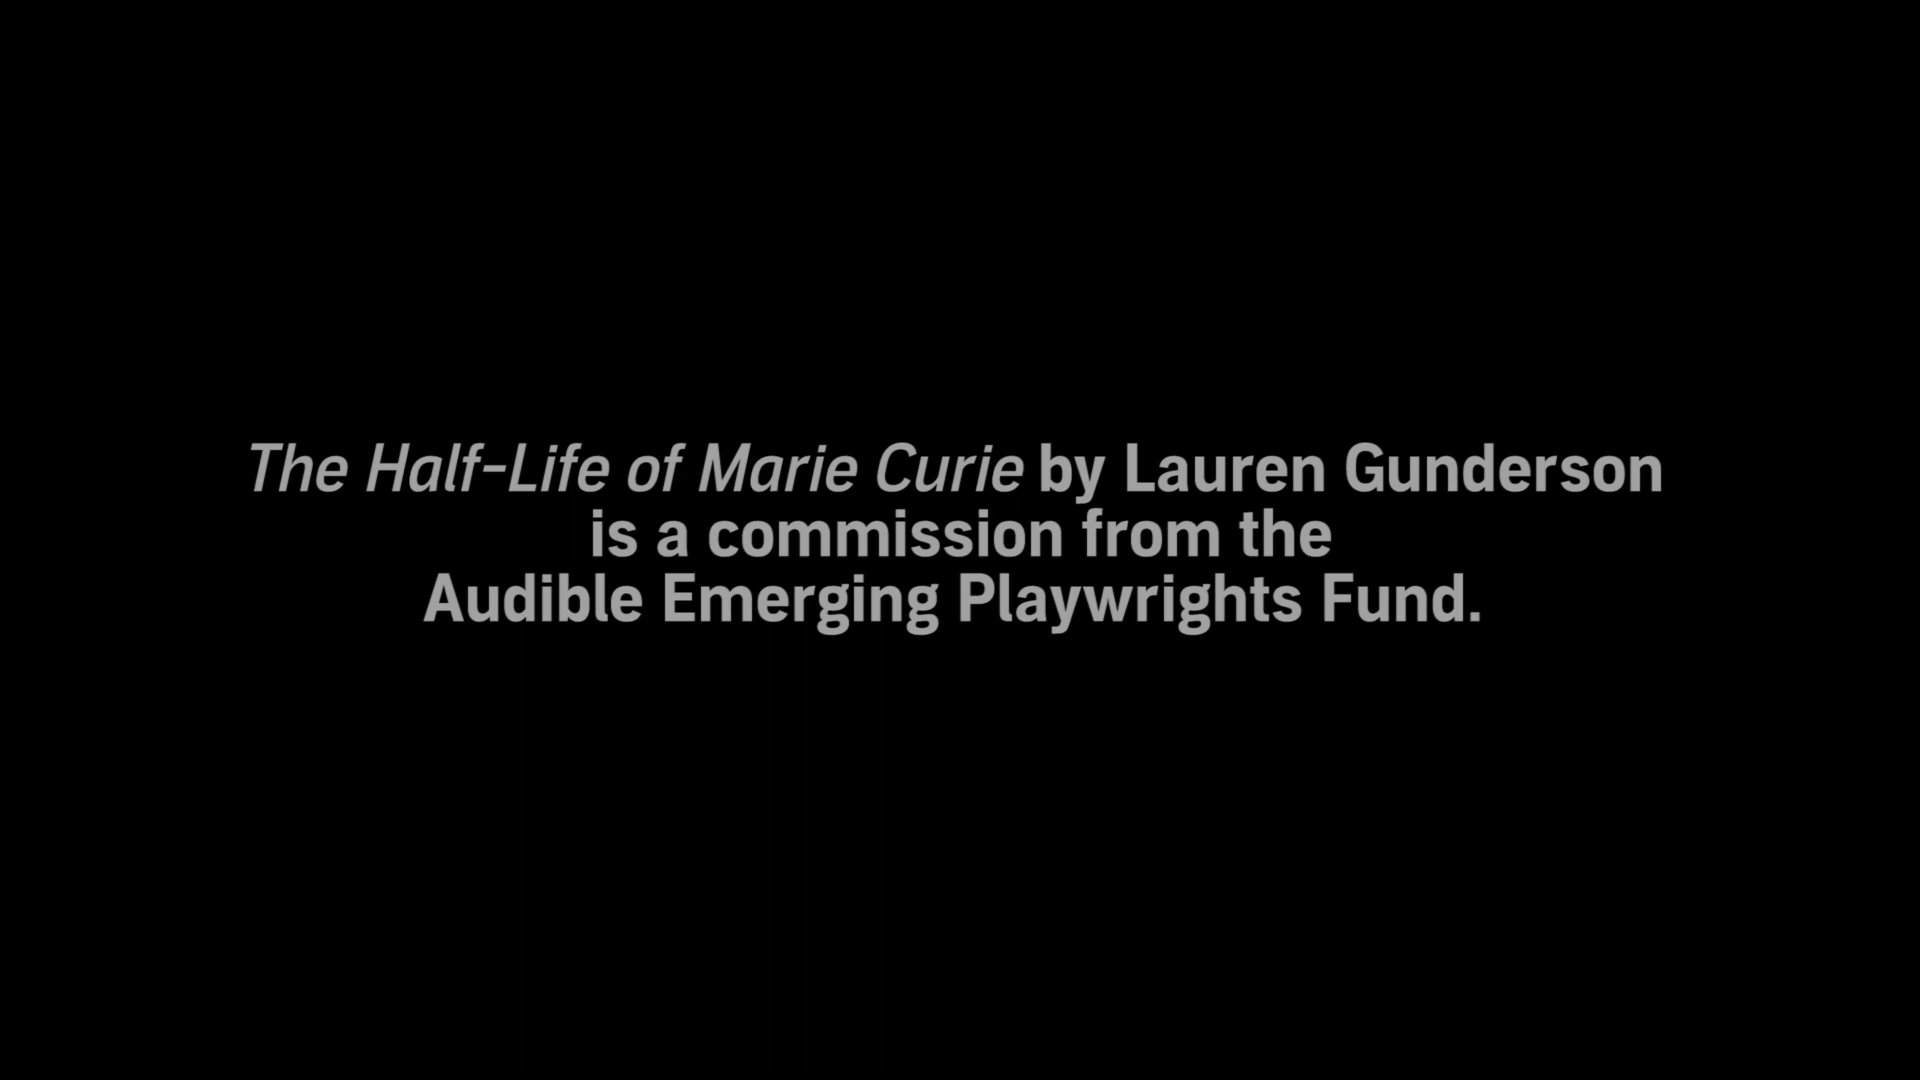 The Half-Life of Marie Curie by Lauren Gunderson
is a commission from the
Audible Emerging Playwrights Fund.